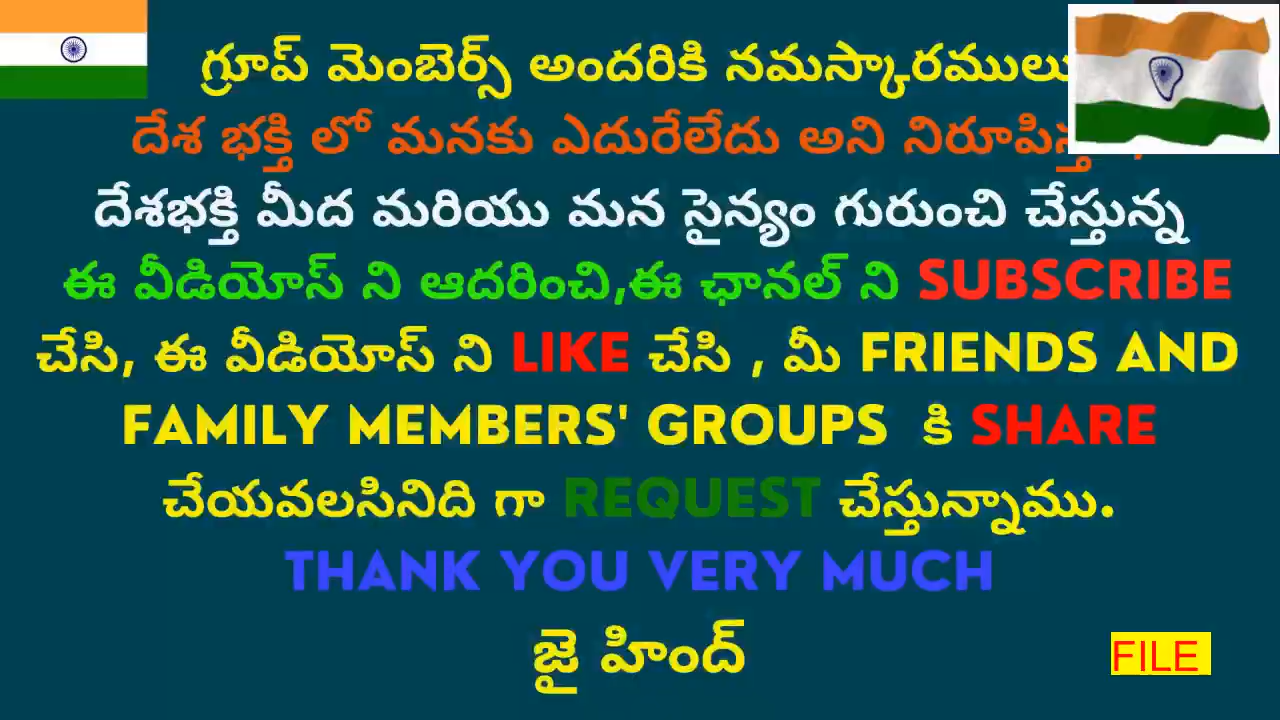 గ్రూప్ మెంబెర్స్ అందరికి నమస్కారములు
దేశ భక్తి లో మనకు ఎదురేలేదు అని
దేశభక్తి మీద మరియు మన సైన్యం గురుంచి చేస్తున్న
ఈ వీడియోస్ ని ఆదరించి,ఈ ఛానల్ ని SUBSCRIBE
చేసి, ఈ వీడియోస్ ని LIKE చేసి , మీ FRIENDS AND
FAMILY MEMBERS' GROUPS కి SHARE
చేయవలసినిది గా REQUEST చేస్తున్నాము.
THANK YOU VERY MUCH
జై హింద్
FILE